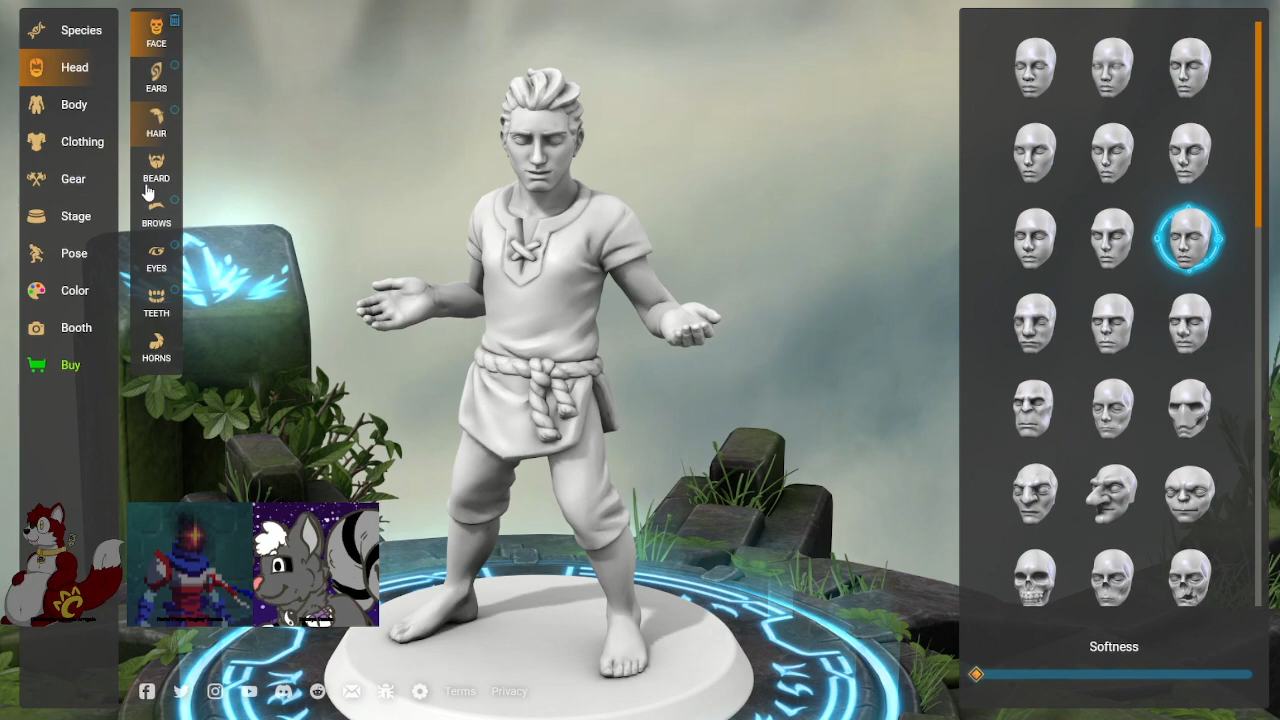 Species
Head
Body
Clothing
Gear
Stage
Pose
Color
Booth
Buy
FACE
EARS
HAIR
BEARD
BROWS
EYES
TEETH
HORNS
Softness
Terms
Privacy